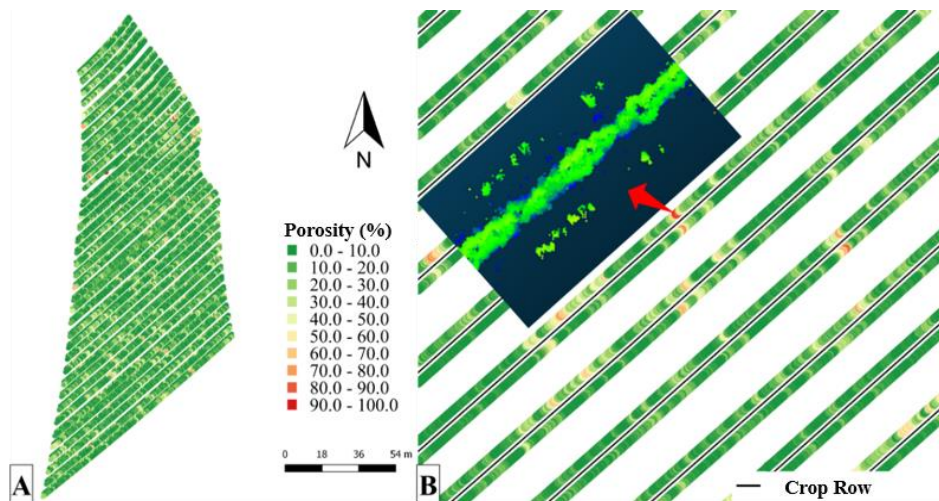 N
Porosity (%)
0.0 - 10.0
10.0 - 20.0
20.0 - 30.0
30.0 - 40.0
40.0 - 50.0
50.0 - 60.0
60.0 - 70.0
70.0 - 80.0
80.0 - 90.0
90.0 - 100.0
0 18 36 54 m
A
B
Crop Row